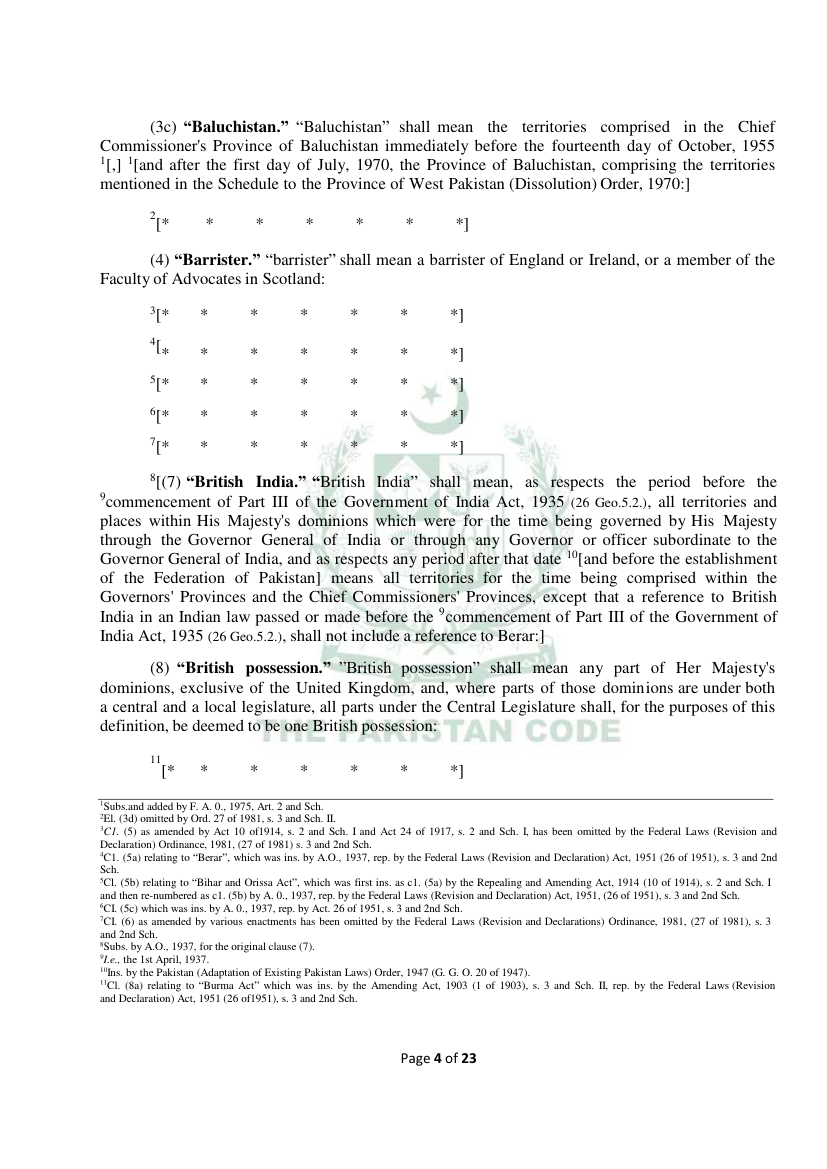 (3c) “Baluchistan.” “Baluchistan” shall mean the territories comprised in the Chief
Commissioner's Province of Baluchistan immediately before the fourteenth day of October, 1955
1[,] 1[and after the first day of July, 1970, the Province of Baluchistan, comprising the territories
mentioned in the Schedule to the Province of West Pakistan (Dissolution) Order, 1970:]
2[* * * * * * *]
(4) “Barrister.” “barrister” shall mean a barrister of England or Ireland, or a member of the
Faculty of Advocates in Scotland:
3[* * * * * * *]
4[* * * * * * *]
5[* * * * * * *]
6[* * * * * * *]
7[* * * * * * *]
8[(7) “British India.” “British India” shall mean, as respects the period before the
9commencement of Part III of the Government of India Act, 1935 (26 Geo.5.2.), all territories and
places within His Majesty's dominions which were for the time being governed by His Majesty
through the Governor General of India or through any Governor or officer subordinate to the
Governor General of India, and as respects any period after that date 10[and before the establishment
of the Federation of Pakistan] means all territories for the time being comprised within the
Governors' Provinces and the Chief Commissioners' Provinces, except that a reference to British
India in an Indian law passed or made before the 9commencement of Part III of the Government of
India Act, 1935 (26 Geo.5.2.), shall not include a reference to Berar:]
(8) “British possession.” ”British possession” shall mean any part of Her Majesty's
dominions, exclusive of the United Kingdom, and, where parts of those dominions are under both
a central and a local legislature, all parts under the Central Legislature shall, for the purposes of this
definition, be deemed to be one British possession:
THE PAKISTAN CODE
11[* * * * * * *]
1Subs.and added by F. A. 0., 1975, Art. 2 and Sch.
2El. (3d) omitted by Ord. 27 of 1981, s. 3 and Sch. II.
3C1. (5) as amended by Act 10 of1914, s. 2 and Sch. I and Act 24 of 1917, s. 2 and Sch. I, has been omitted by the Federal Laws (Revision and
Declaration) Ordinance, 1981, (27 of 1981) s. 3 and 2nd Sch.
4C1. (5a) relating to “Berar”, which was ins. by A.O., 1937, rep. by the Federal Laws (Revision and Declaration) Act, 1951 (26 of 1951), s. 3 and 2nd
Sch.
5Cl. (5b) relating to “Bihar and Orissa Act”, which was first ins. as c1. (5a) by the Repealing and Amending Act, 1914 (10 of 1914), s. 2 and Sch. I
and then re-numbered as c1. (5b) by A. 0., 1937, rep.by the Federal Laws (Revision and Declaration) Act, 1951, (26 of 1951), s. 3 and 2nd Sch.
6CI. (5c) which was ins. by A. 0., 1937, rep.by Act. 26 of 1951, s. 3 and 2nd Sch.
7CI. (6) as amended by various enactments has been omitted by the Federal Laws (Revision and Declarations) Ordinance, 1981, (27 of 1981), s. 3
and 2nd Sch.
8Subs. by A.O., 1937, for the original clause (7).
9I.e., the 1st April, 1937.
10Ins. by the Pakistan (Adaptation of Existing Pakistan Laws) Order, 1947 (G. G. O. 20 of 1947).
11Cl. (8a) relating to “Burma Act” which was ins. by the Amending Act, 1903 (1 of 1903), s. 3 and Sch. II, rep. by the Federal Laws (Revision
and Declaration) Act, 1951 (26 of1951), s. 3 and 2nd Sch.
Page 4 of 23